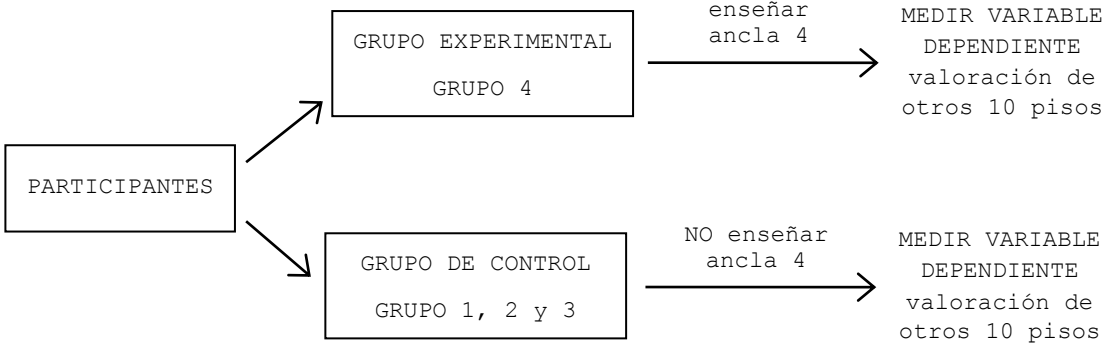 enseñar
ancla 4
GRUPO EXPERIMENTAL
GRUPO 4
MEDIR VARIABLE
DEPENDIENTE
valoración de
otros 10 pisos
PARTICIPANTES
NO enseñar
ancla 4
GRUPO DE CONTROL
GRUPO 1, 2 y 3
MEDIR VARIABLE
DEPENDIENTE
valoración de
otros 10 pisos